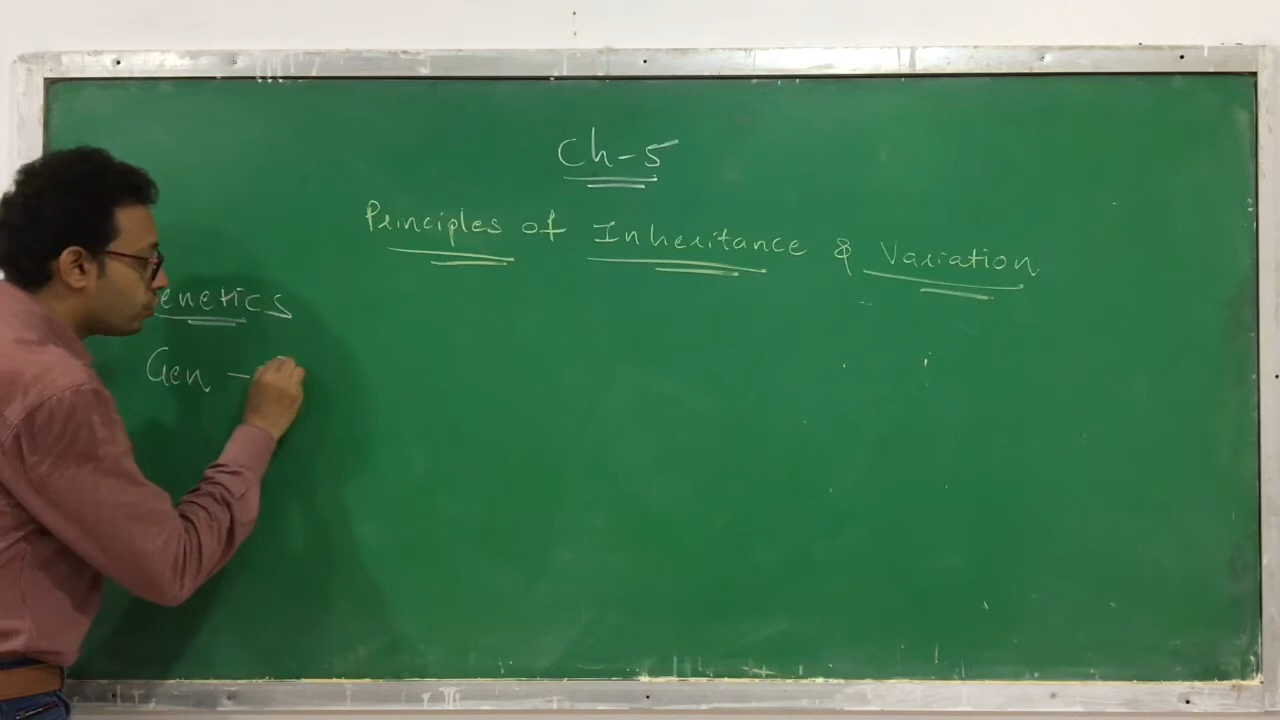 Ch-5
Principles of Inheritance & Variation
enetics
Gen -